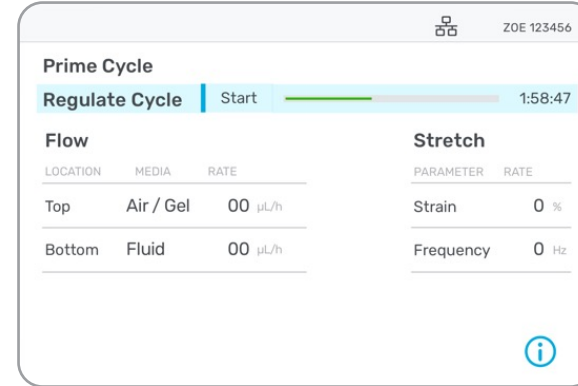 ZOE 123456
Prime Cycle
Regulate Cycle Start 1:58:47
Flow Stretch
LOCATION MEDIA RATE PARAMETER RATE
Top Air / Gel 00 µL/h Strain 0 %
Bottom Fluid 00 µL/h Frequency 0 Hz